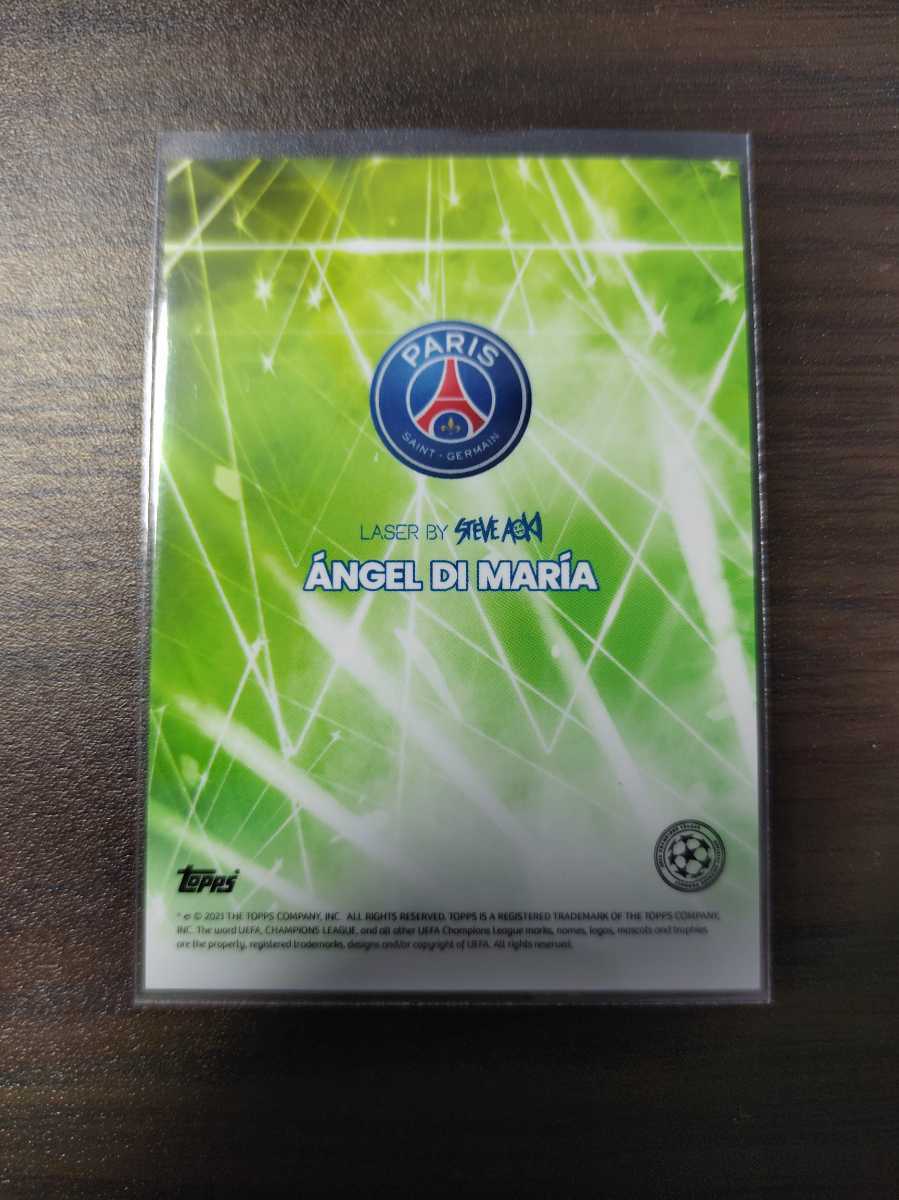 PARIS
SAINT - GERMAIN
LASER BY STEVE AOKI
ÁNGEL DI MARÍA
TOPPS
* © 2021 THE TOPPS COMPANY, INC. ALL RIGHTS RESERVED. TOPPS IS A REGISTERED TRADEMARK OF THE TOPPS COMPANY,
INC. The word UEFA, CHAMPIONS LEAGUE, and all other UEFA Champions League marks, names, logos, mascots and trophies
are the property, registered trademarks, designs and/or copyright of UEFA. All rights reserved.